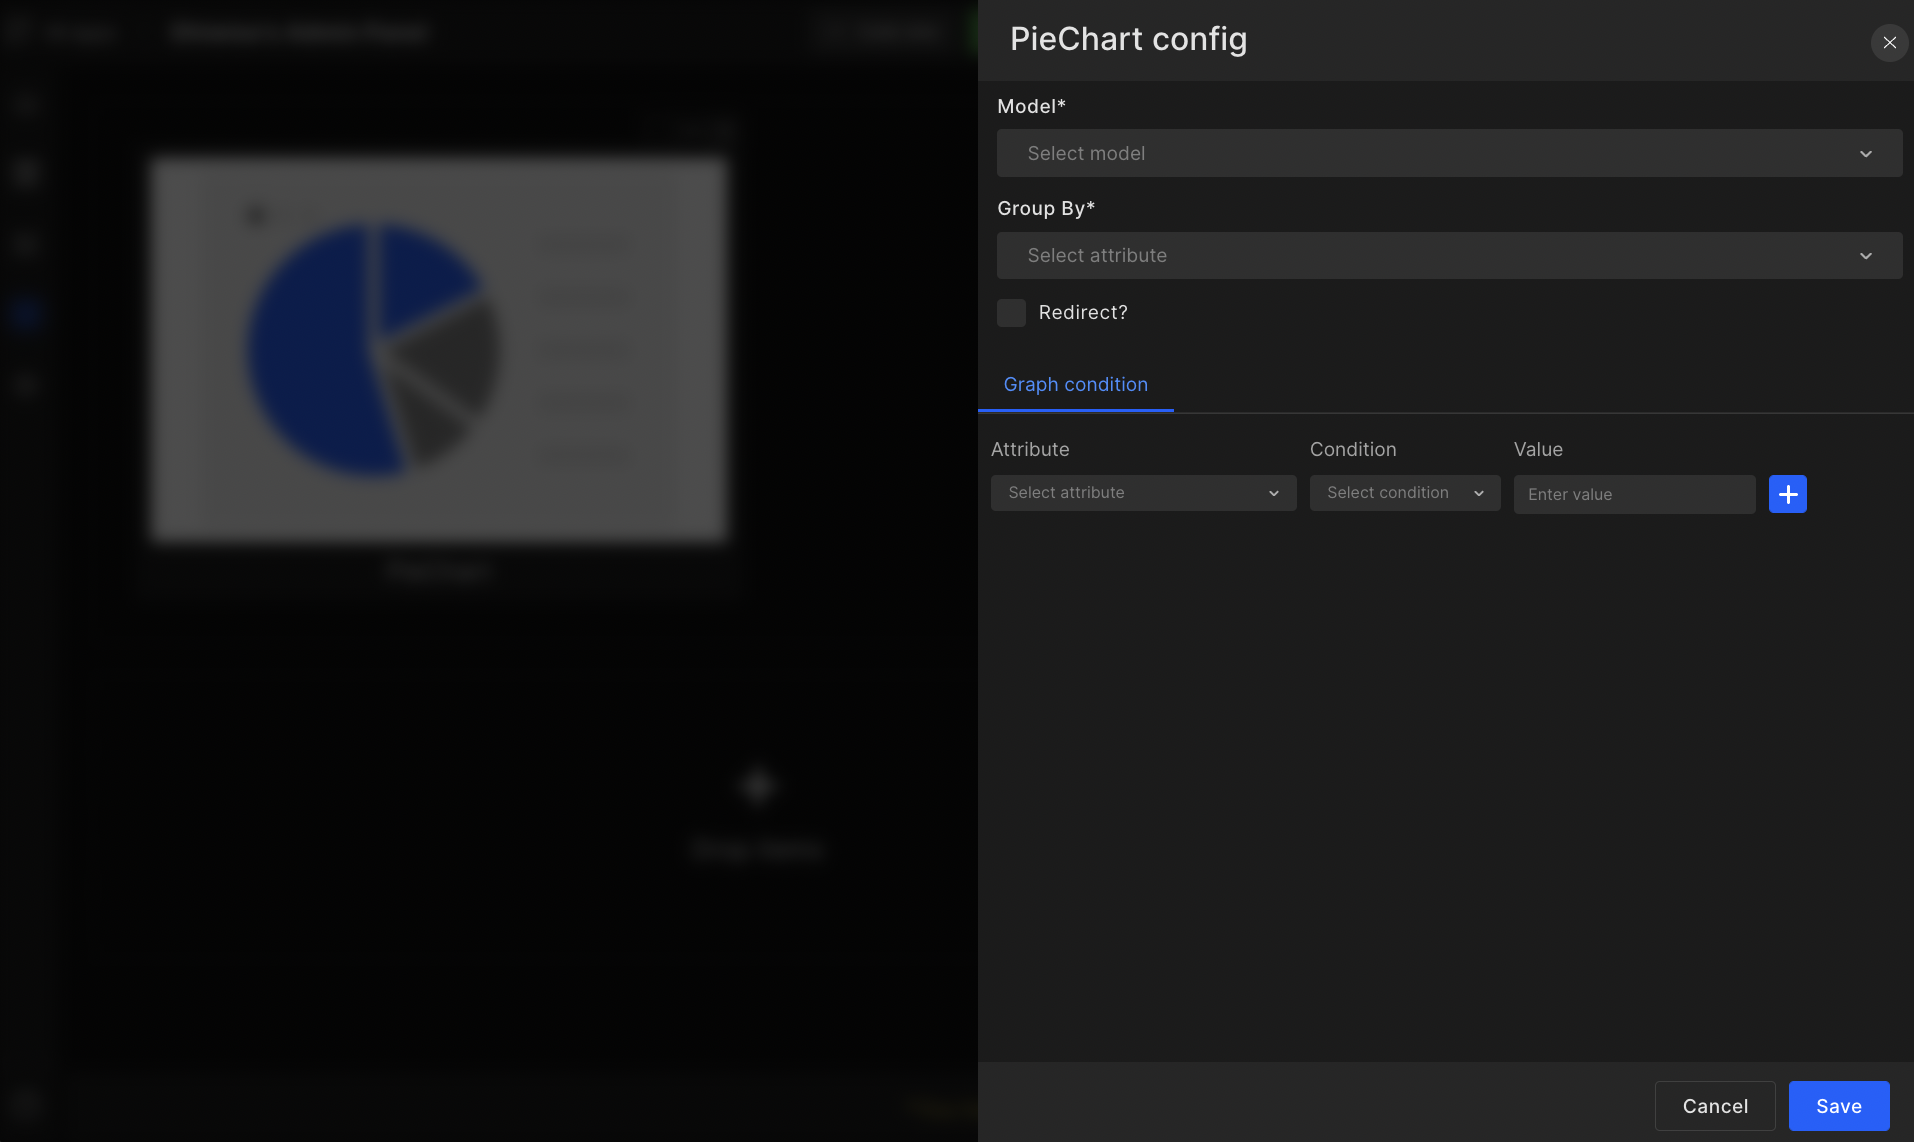 PieChart config
Model*
Select model
Group By*
Select attribute
Redirect?
Graph condition
Attribute Condition Value
Select attribute Select condition Enter value
PieChart
Cancel Save